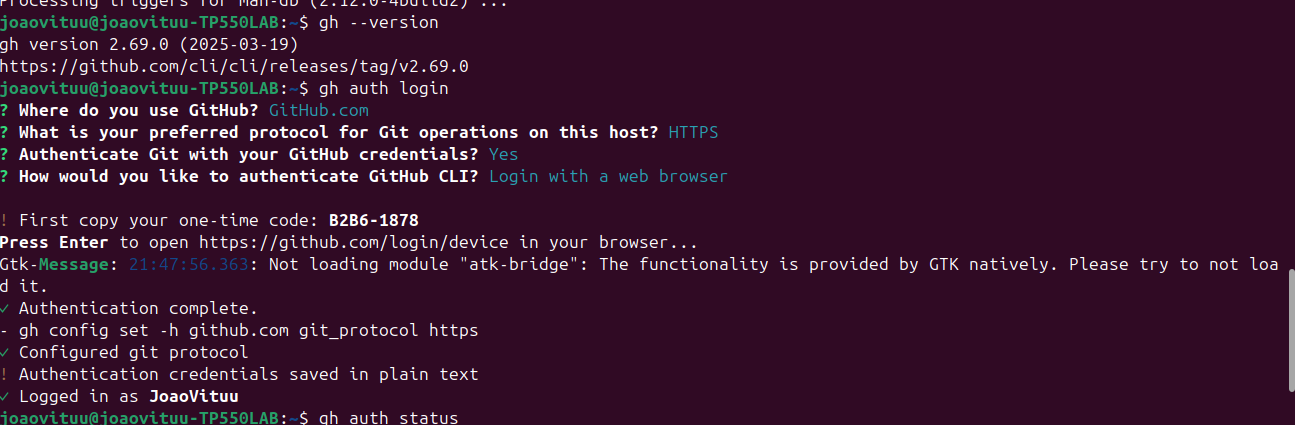 Processing triggers for man-db (2.12.0-4build2) ...
joaovituu@joaovituu-TP550LAB:~$ gh --version
gh version 2.69.0 (2025-03-19)
https://github.com/cli/cli/releases/tag/v2.69.0
joaovituu@joaovituu-TP550LAB:~$ gh auth login
? Where do you use GitHub? GitHub.com
? What is your preferred protocol for Git operations on this host? HTTPS
? Authenticate Git with your GitHub credentials? Yes
? How would you like to authenticate GitHub CLI? Login with a web browser
! First copy your one-time code: B2B6-1878
Press Enter to open https://github.com/login/device in your browser...
Gtk-Message: 21:47:56.363: Not loading module "atk-bridge": The functionality is provided by GTK natively. Please try to not loa
d it.
✓ Authentication complete.
- gh config set -h github.com git_protocol https
✓ Configured git protocol
! Authentication credentials saved in plain text
✓ Logged in as JoaoVituu
joaovituu@joaovituu-TP550LAB:~$ gh auth status